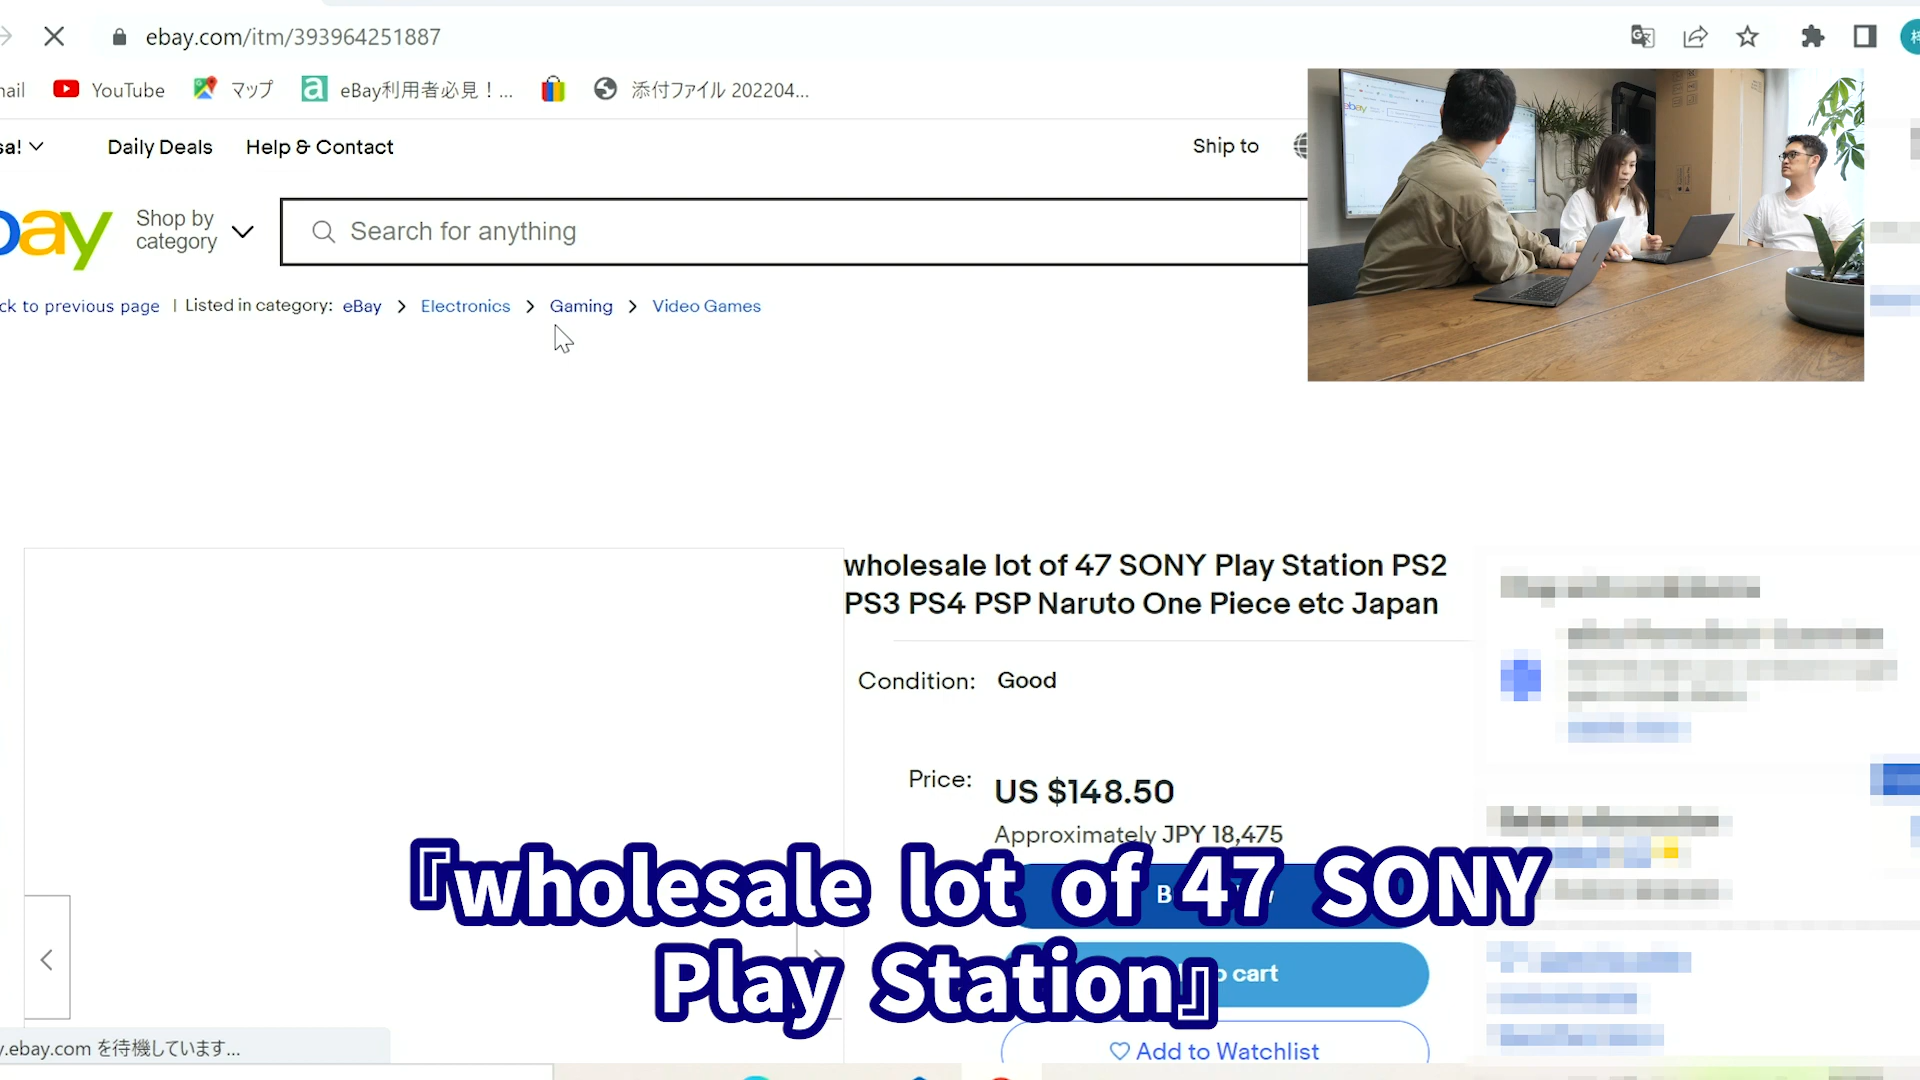 ebay.com/itm/393964251887
ail YouTube マップ eBay利用者必見！... 添付ファイル 202204...
sa! Daily Deals Help & Contact Ship to
bay Shop by category Search for anything
ck to previous page | Listed in category: eBay > Electronics > Gaming > Video Games
wholesale lot of 47 SONY Play Station PS2
PS3 PS4 PSP Naruto One Piece etc Japan
Condition: Good
Price: US $148.50
Approximately JPY 18,475
『wholesale lot of 47 SONY
Play Station』
cart
Add to Watchlist
.ebay.com を待機しています...